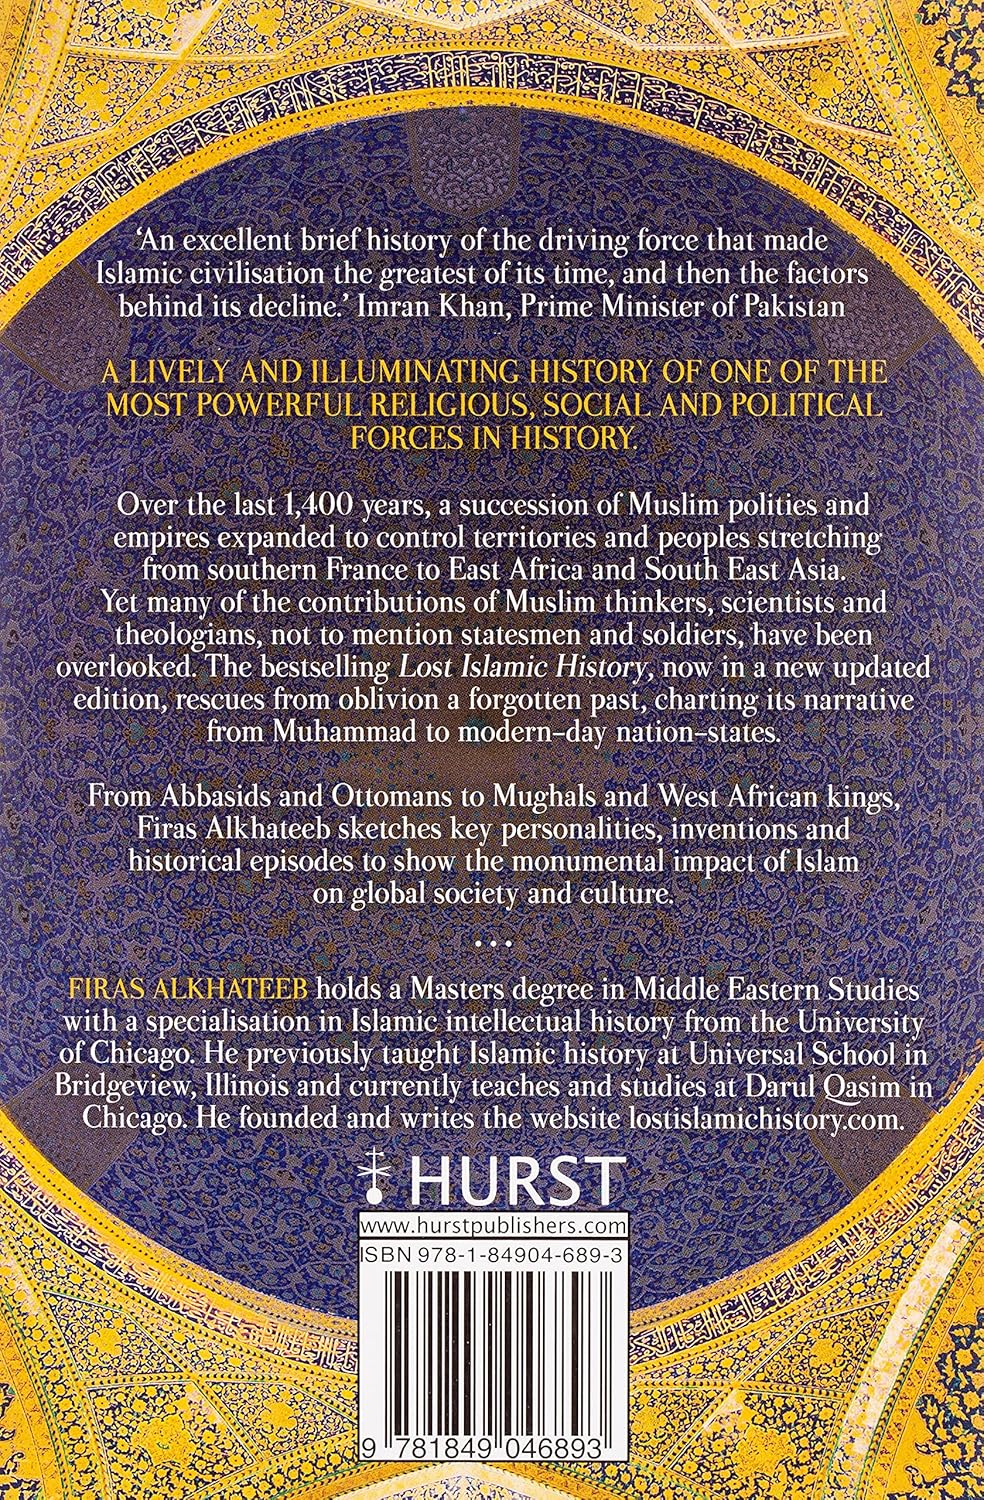 ‘An excellent brief history of the driving force that made
Islamic civilisation the greatest of its time, and then the factors
behind its decline.’ Imran Khan, Prime Minister of Pakistan
A LIVELY AND ILLUMINATING HISTORY OF ONE OF THE
MOST POWERFUL RELIGIOUS, SOCIAL AND POLITICAL
FORCES IN HISTORY.
Over the last 1,400 years, a succession of Muslim polities and
empires expanded to control territories and peoples stretching
from southern France to East Africa and South East Asia.
Yet many of the contributions of Muslim thinkers, scientists and
theologians, not to mention statesmen and soldiers, have been
overlooked. The bestselling Lost Islamic History, now in a new updated
edition, rescues from oblivion a forgotten past, charting its narrative
from Muhammad to modern-day nation-states.
From Abbasids and Ottomans to Mughals and West African kings,
Firas Alkhateeb sketches key personalities, inventions and
historical episodes to show the monumental impact of Islam
on global society and culture.
...
FIRAS ALKHATEEB holds a Masters degree in Middle Eastern Studies
with a specialisation in Islamic intellectual history from the University
of Chicago. He previously taught Islamic history at Universal School in
Bridgeview, Illinois and currently teaches and studies at Darul Qasim in
Chicago. He founded and writes the website lostislamichistory.com.
HURST
www.hurstpublishers.com
ISBN 978-1-84904-689-3
9 781849 046893